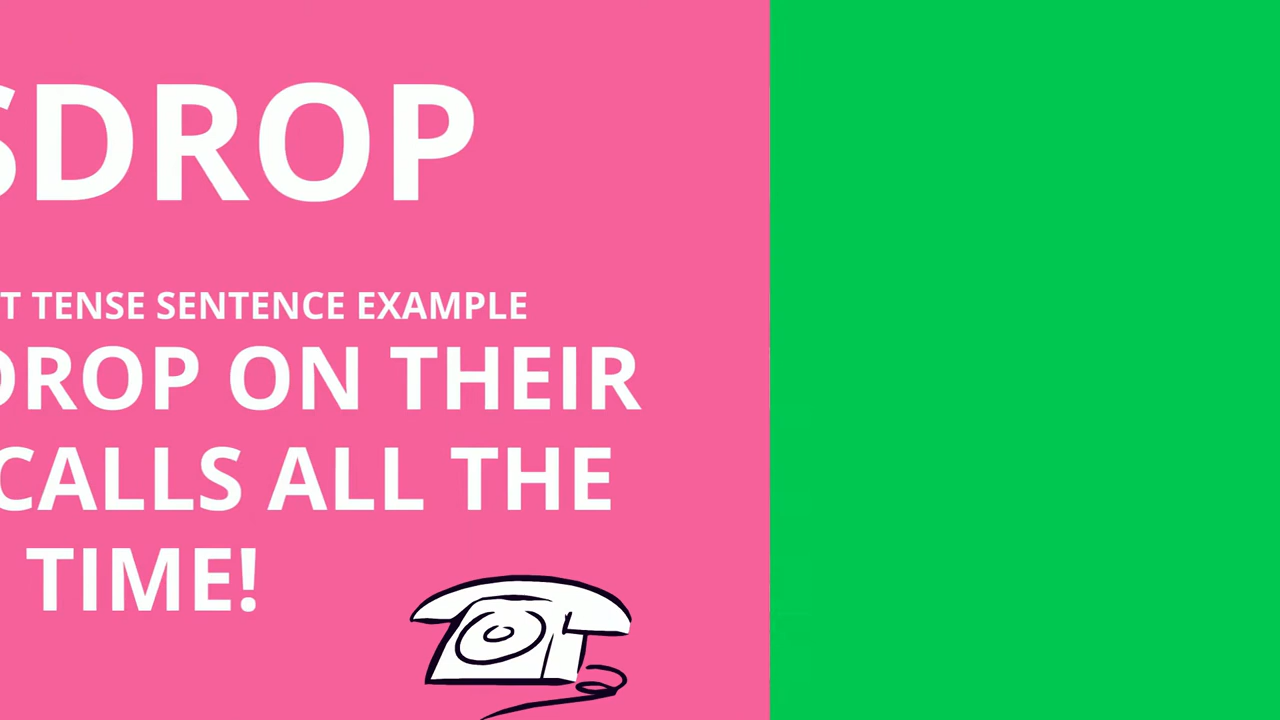 SDROP
T TENSE SENTENCE EXAMPLE
DROP ON THEIR
CALLS ALL THE
TIME!